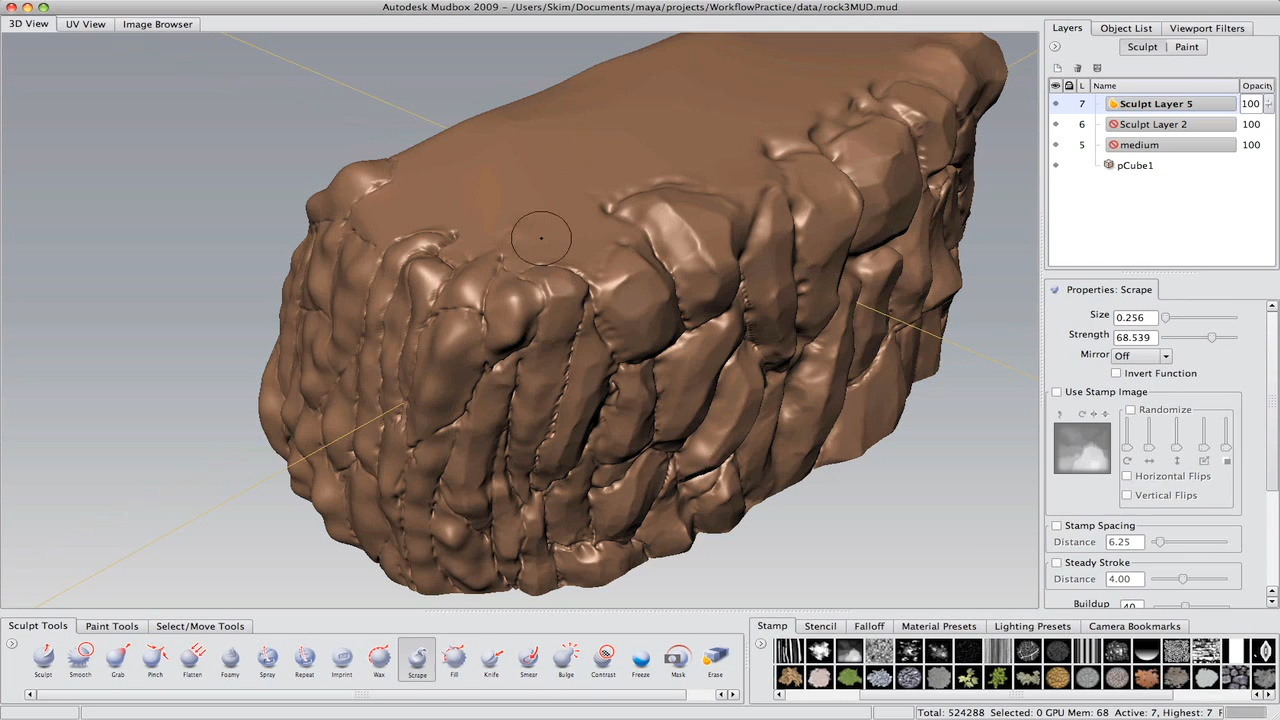 Autodesk Mudbox 2009 - /Users/Skim/Documents/maya/projects/WorkflowPractice/data/rock3MUD.mud
3D View UV View Image Browser
Layers Object List Viewport Filters
Sculpt | Paint
L Name Opacity
7 Sculpt Layer 5 100
6 Sculpt Layer 2 100
5 medium 100
pCube1
Properties: Scrape
Size 0.256
Strength 68.539
Mirror Off
Invert Function
Use Stamp Image
Randomize
Horizontal Flips
Vertical Flips
Stamp Spacing
Distance 6.25
Steady Stroke
Distance 4.00
Buildup 40
Sculpt Tools Paint Tools Select/Move Tools
Sculpt Smooth Grab Pinch Flatten Foamy Spray Repeat Imprint Wax Scrape Fill Knife Smear Bulge Contrast Freeze Mask Erase
Stamp Stencil Falloff Material Presets Lighting Presets Camera Bookmarks
Total: 524288 Selected: 0 GPU Mem: 68 Active: 7, Highest: 7 F